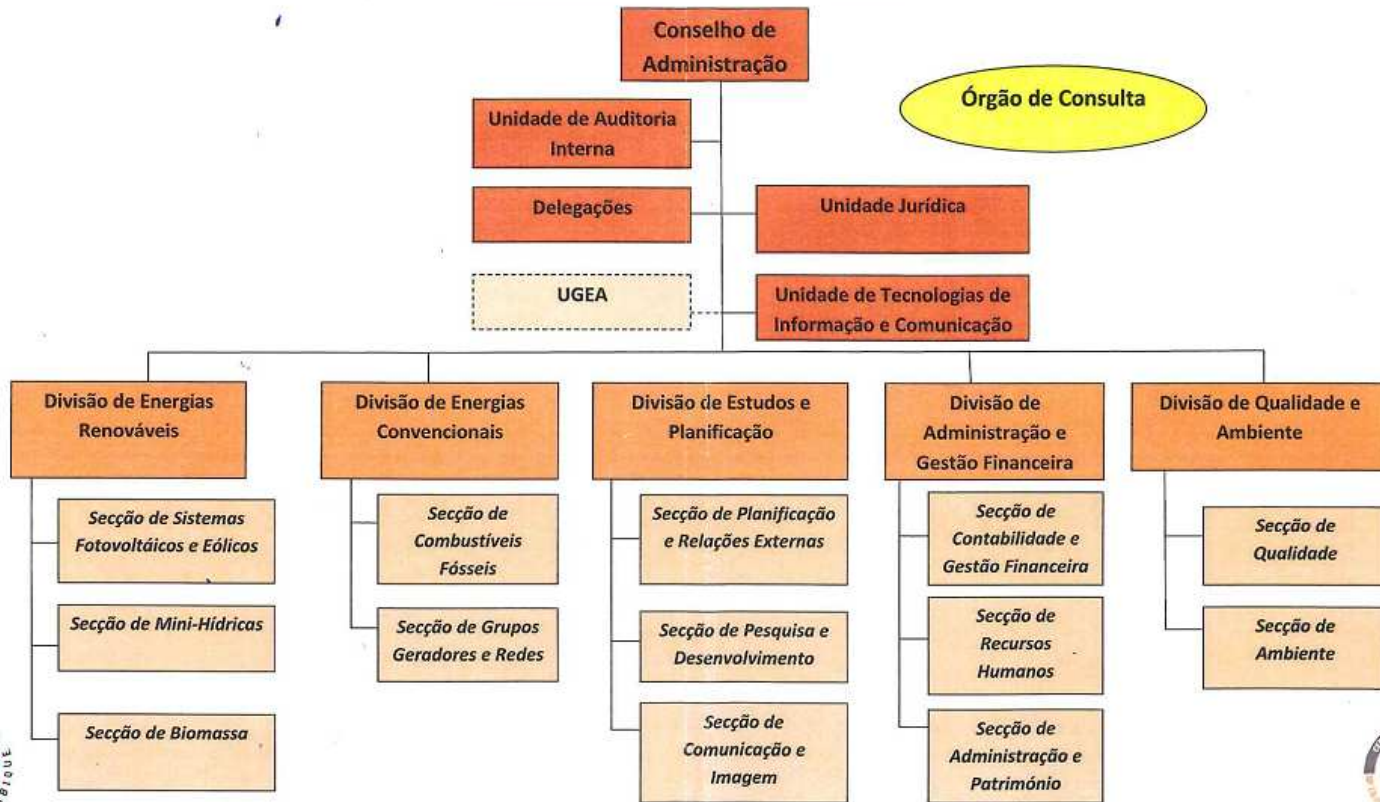 Conselho de
Administração
Órgão de Consulta
Unidade de Auditoria
Interna
Delegações
Unidade Jurídica
UGEA
Unidade de Tecnologias de
Informação e Comunicação
Divisão de Energias
Renováveis
Divisão de Energias
Convencionais
Divisão de Estudos e
Planificação
Divisão de
Administração e
Gestão Financeira
Divisão de Qualidade e
Ambiente
Secção de Sistemas
Fotovoltáicos e Eólicos
Secção de Mini-Hídricas
Secção de Biomassa
Secção de
Combustíveis
Fósseis
Secção de Grupos
Geradores e Redes
Secção de Planificação
e Relações Externas
Secção de Pesquisa e
Desenvolvimento
Secção de
Comunicação e
Imagem
Secção de
Contabilidade e
Gestão Financeira
Secção de
Recursos
Humanos
Secção de
Administração e
Património
Secção de
Qualidade
Secção de
Ambiente